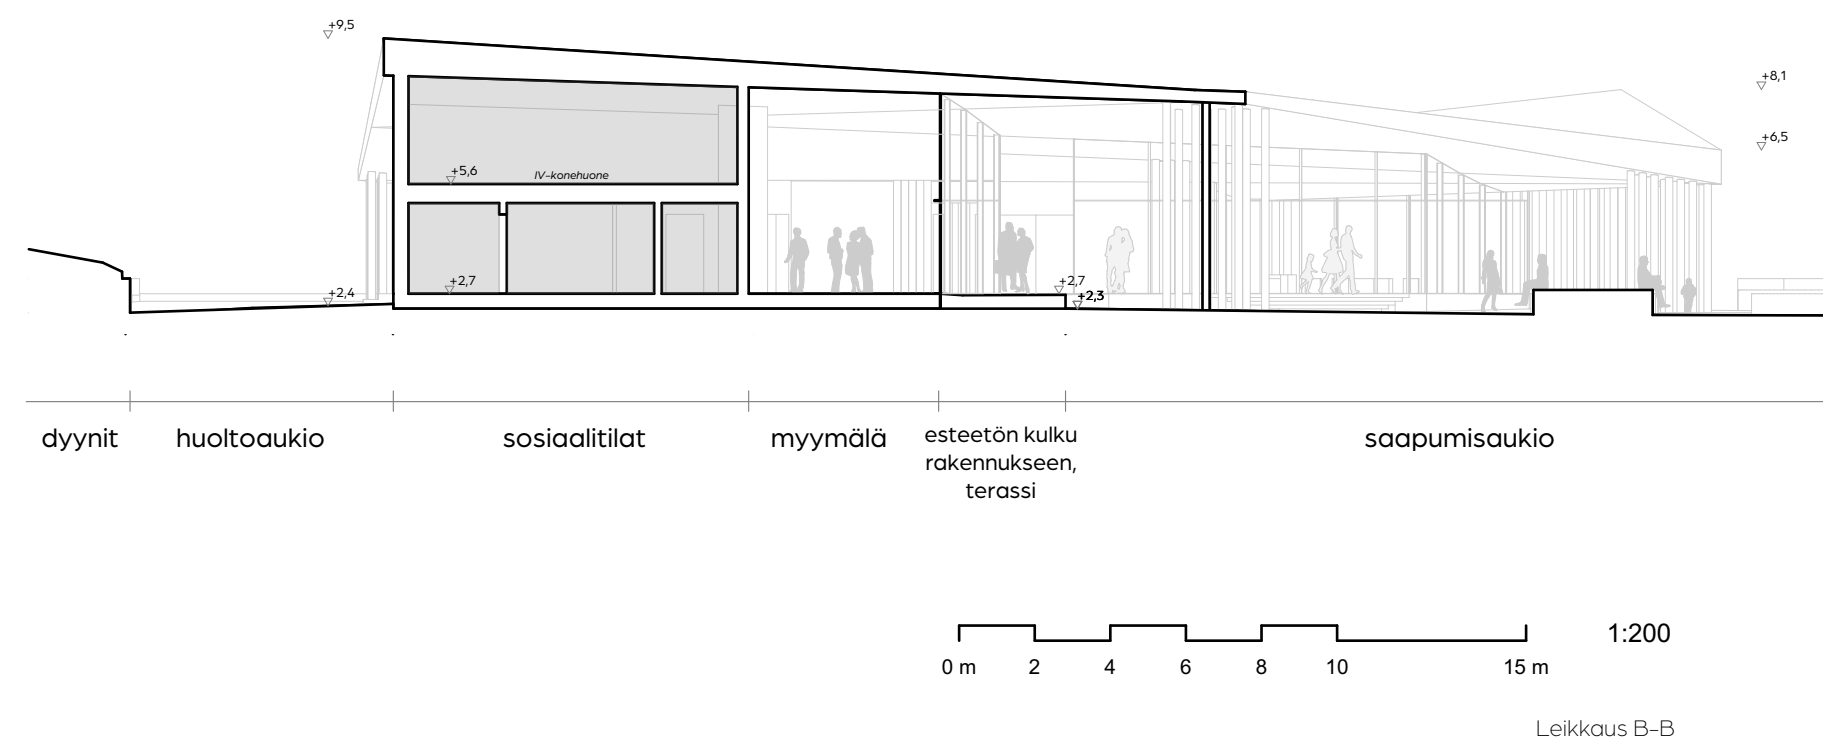 +9,5
+8,1
+6,5
+5,6
IV-konehuone
+2,7
+2,4
+2,7
+2,3
dyynit
huoltoaukio
sosiaalitilat
myymälä
esteetön kulku
rakennukseen,
terassi
saapumisaukio
1:200
0 m 2 4 6 8 10 15 m
Leikkaus B-B